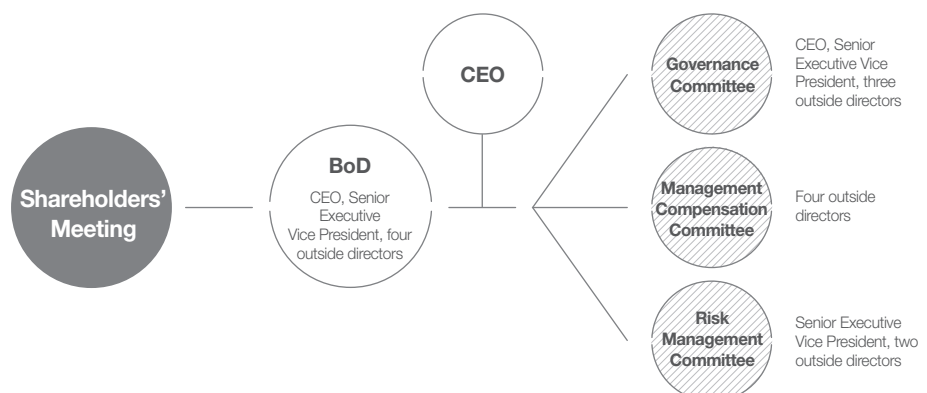 Shareholders'
Meeting
BoD
CEO, Senior
Executive
Vice President, four
outside directors
CEO
Governance
Committee
CEO, Senior
Executive Vice
President, three
outside directors
Management
Compensation
Committee
Four outside
directors
Risk
Management
Committee
Senior Executive
Vice President, two
outside directors